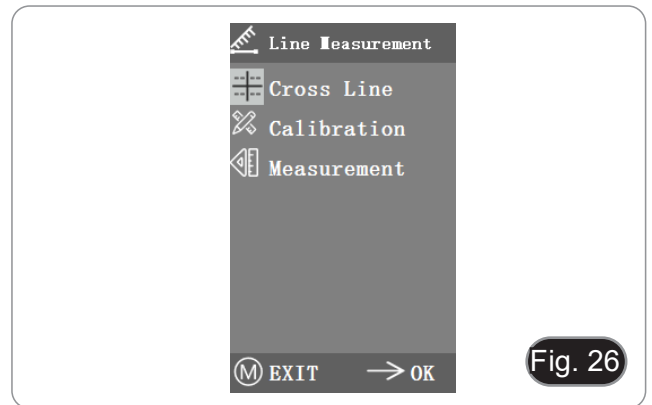 Line Measurement
Cross Line
Calibration
Measurement
M EXIT → OK
Fig. 26